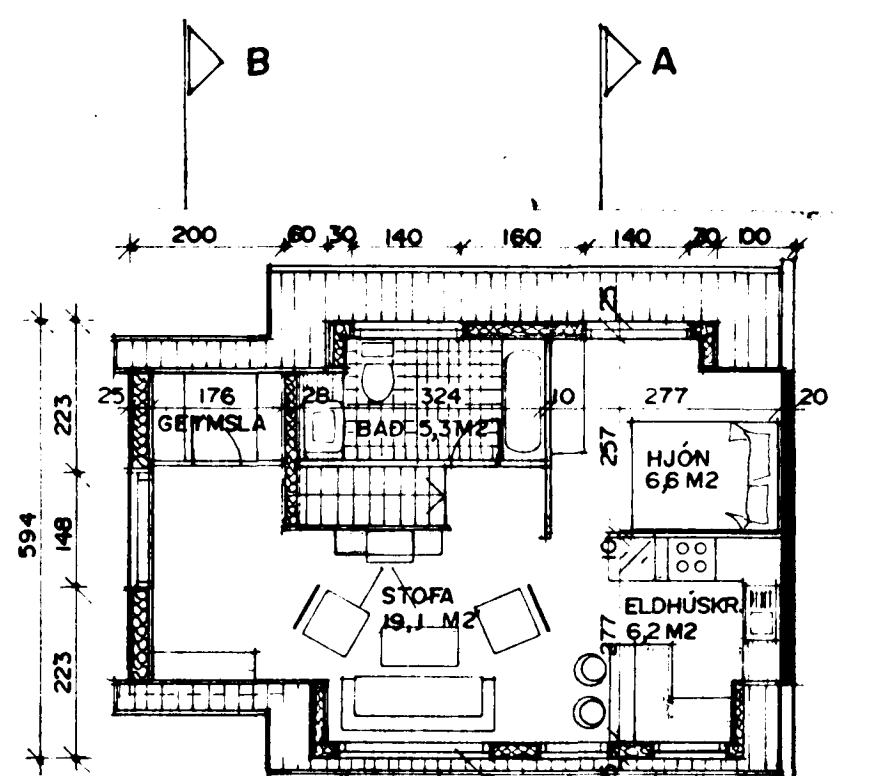 B
A
200 60 30 140 160 140 30 100
25
25 176 28 324 10 277 20
GEYMSLA
BAÐ 5,3 M2
223
257
HJÓN
6,6 M2
594
148
10
STOFA
19,1 M2
ELDHÚSKR.
6,2 M2
277
223